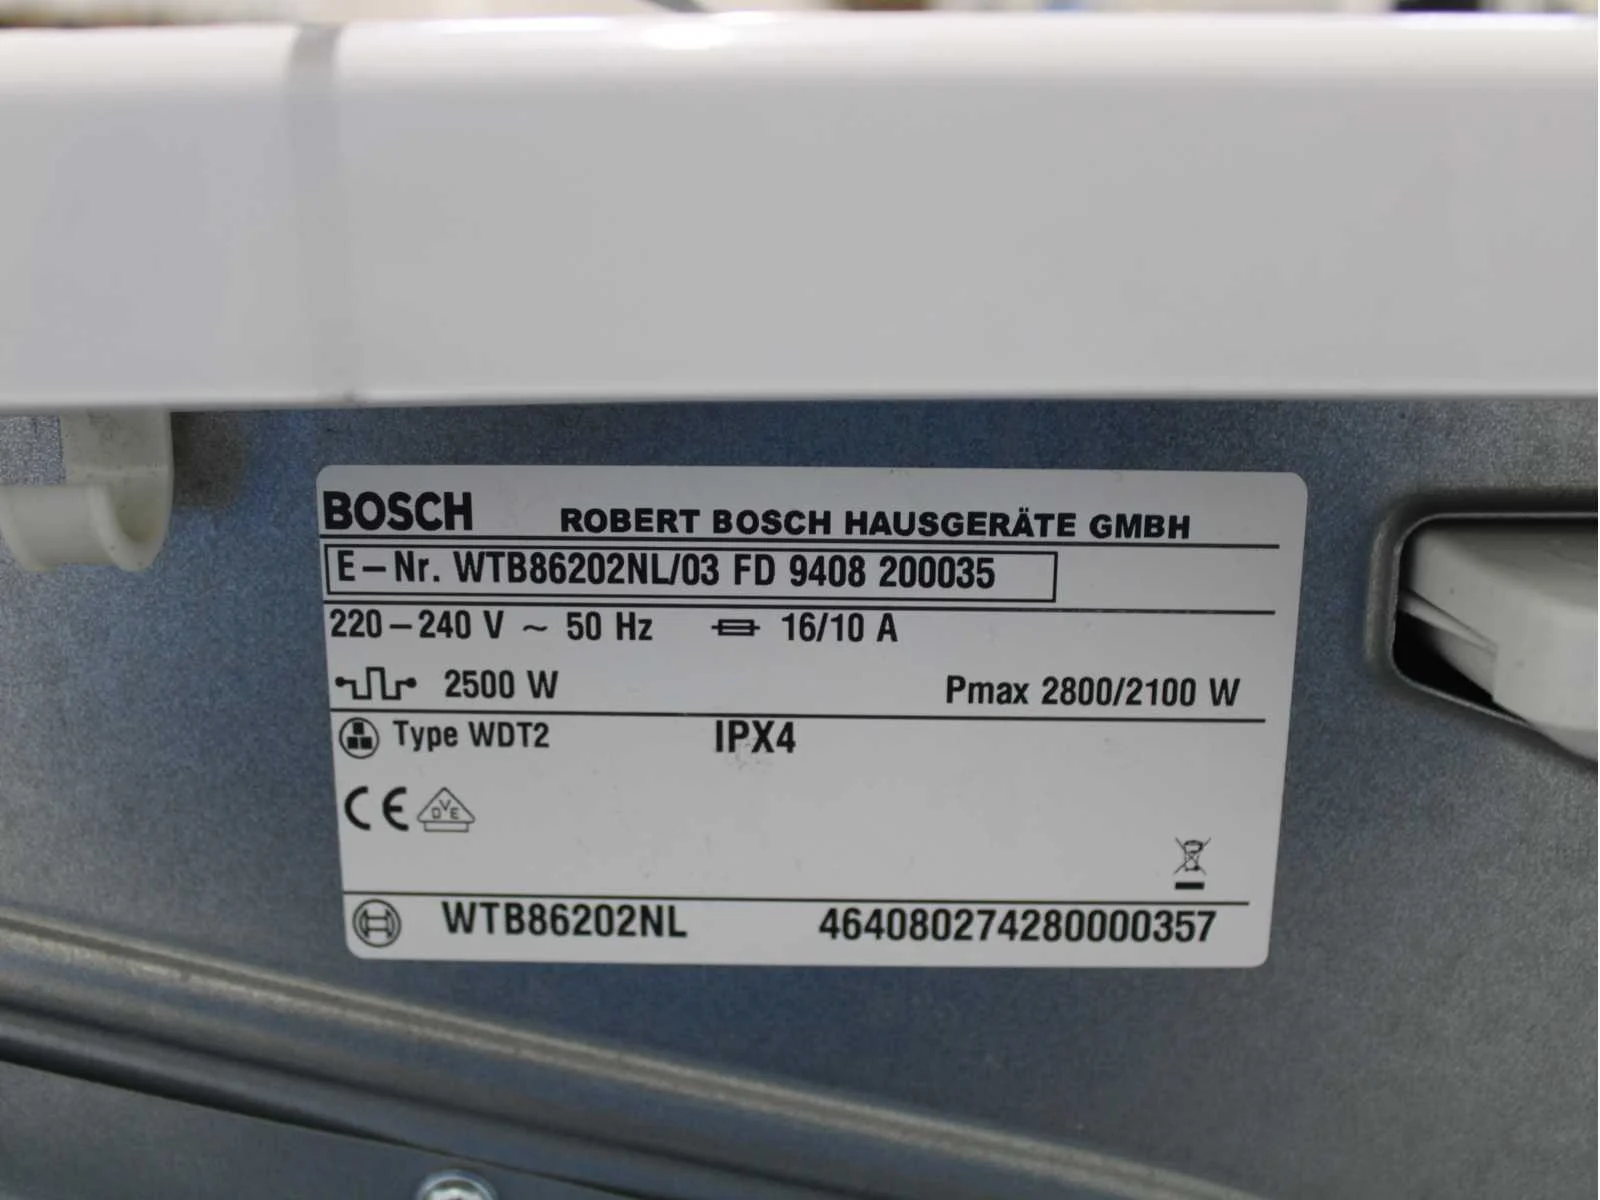 BOSCH ROBERT BOSCH HAUSGERÄTE GMBH
E–Nr. WTB86202NL/03 FD 9408 200035
220–240 V ~ 50 Hz 16/10 A
2500 W Pmax 2800/2100 W
Type WDT2 IPX4
CE DVE
WTB86202NL 464080274280000357